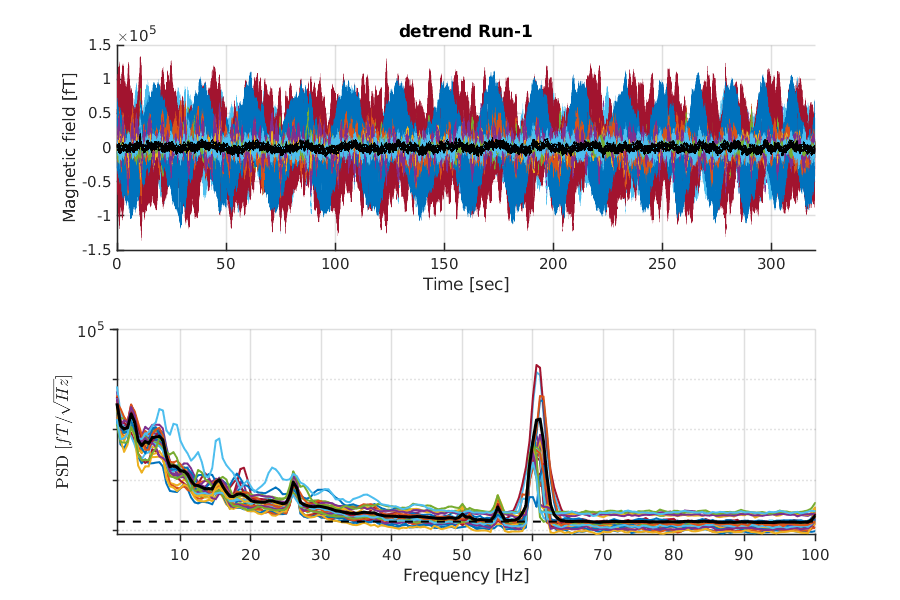 detrend Run-1
×10^5
1.5
1
0.5
0
-0.5
-1
-1.5
Magnetic field [fT]
0 50 100 150 200 250 300
Time [sec]
10^5
PSD [fT/√Hz]
10 20 30 40 50 60 70 80 90 100
Frequency [Hz]